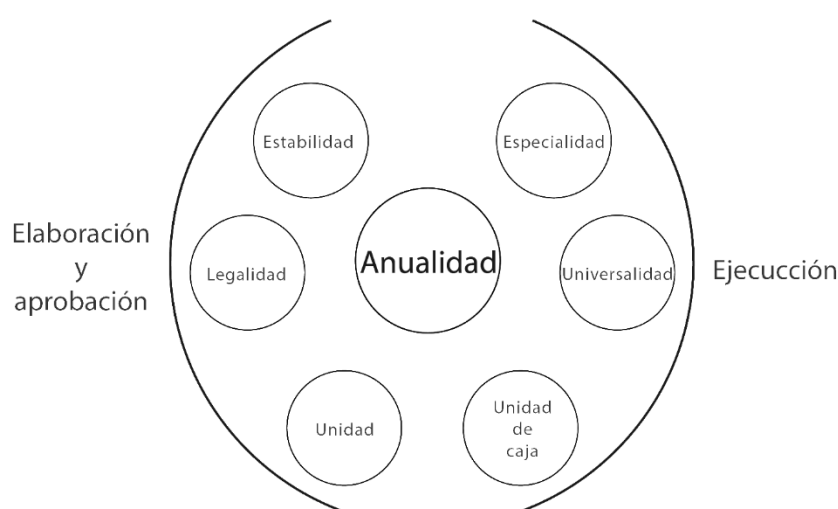 Estabilidad
Especialidad
Elaboración
y
aprobación
Legalidad
Anualidad
Universalidad
Ejecucción
Unidad
Unidad
de
caja